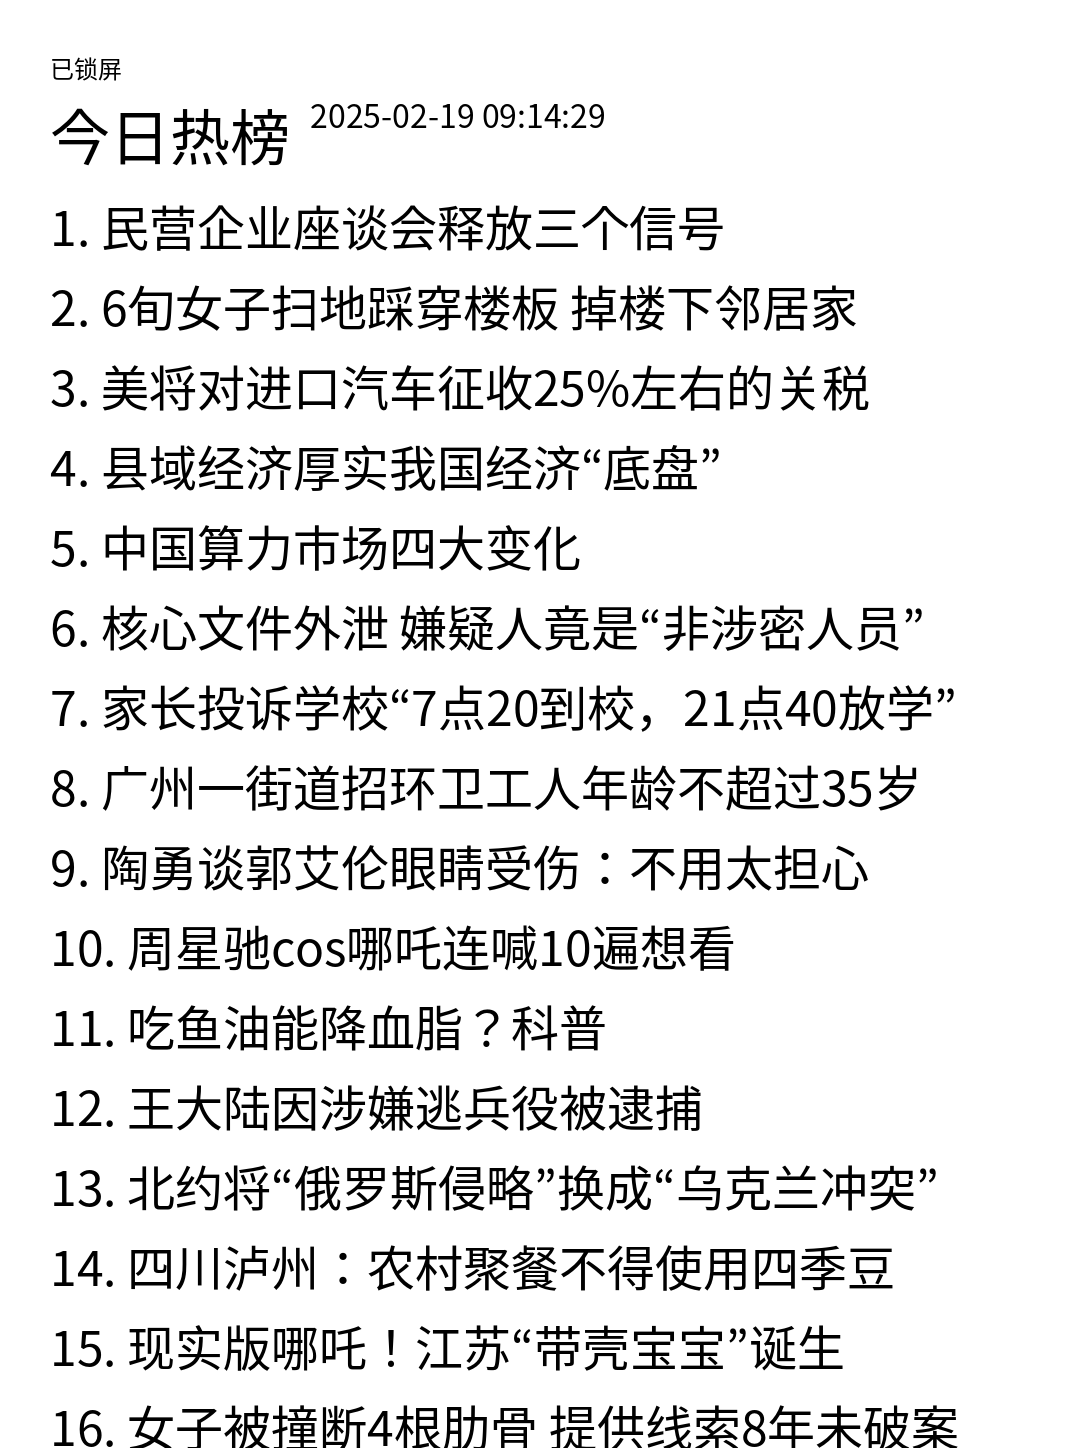 已锁屏
今日热榜 2025-02-19 09:14:29
1. 民营企业座谈会释放三个信号
2. 6旬女子扫地踩穿楼板 掉楼下邻居家
3. 美将对进口汽车征收25%左右的关税
4. 县域经济厚实我国经济“底盘”
5. 中国算力市场四大变化
6. 核心文件外泄 嫌疑人竟是“非涉密人员”
7. 家长投诉学校“7点20到校，21点40放学”
8. 广州一街道招环卫工人年龄不超过35岁
9. 陶勇谈郭艾伦眼睛受伤：不用太担心
10. 周星驰cos哪吒连喊10遍想看
11. 吃鱼油能降血脂？科普
12. 王大陆因涉嫌逃兵役被逮捕
13. 北约将“俄罗斯侵略”换成“乌克兰冲突”
14. 四川泸州：农村聚餐不得使用四季豆
15. 现实版哪吒！江苏“带壳宝宝”诞生
16. 女子被撞断4根肋骨 提供线索8年未破案